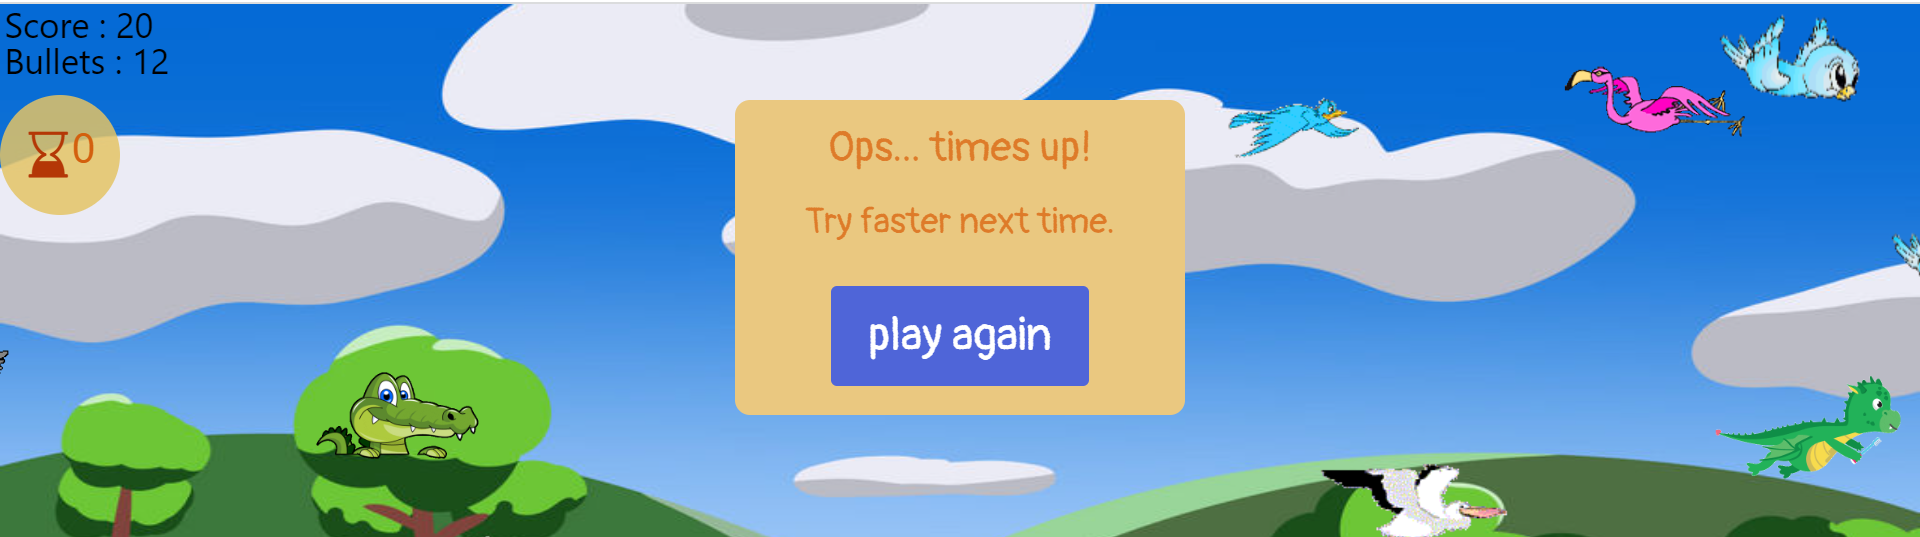 Score : 20
Bullets : 12
0
Ops... times up!
Try faster next time.
play again